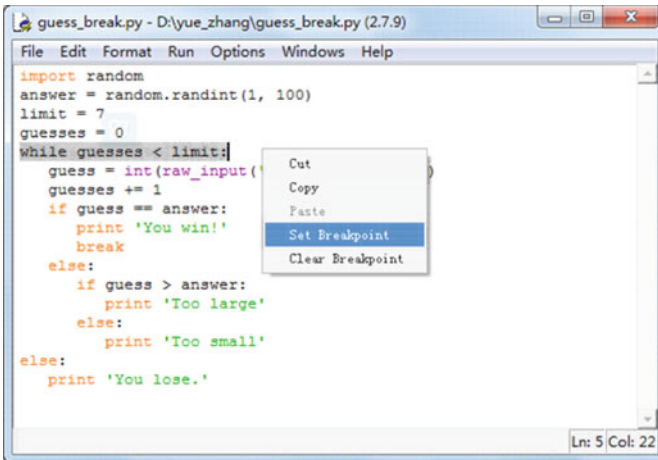 guess_break.py - D:\yue_zhang\guess_break.py (2.7.9)
File Edit Format Run Options Windows Help
import random
answer = random.randint(1, 100)
limit = 7
guesses = 0
while guesses < limit:
guess = int(raw_input(' )
guesses += 1
if guess == answer:
print 'You win!'
break
else:
if guess > answer:
print 'Too large'
else:
print 'Too small'
else:
print 'You lose.'
Cut
Copy
Paste
Set Breakpoint
Clear Breakpoint
Ln: 5 Col: 22